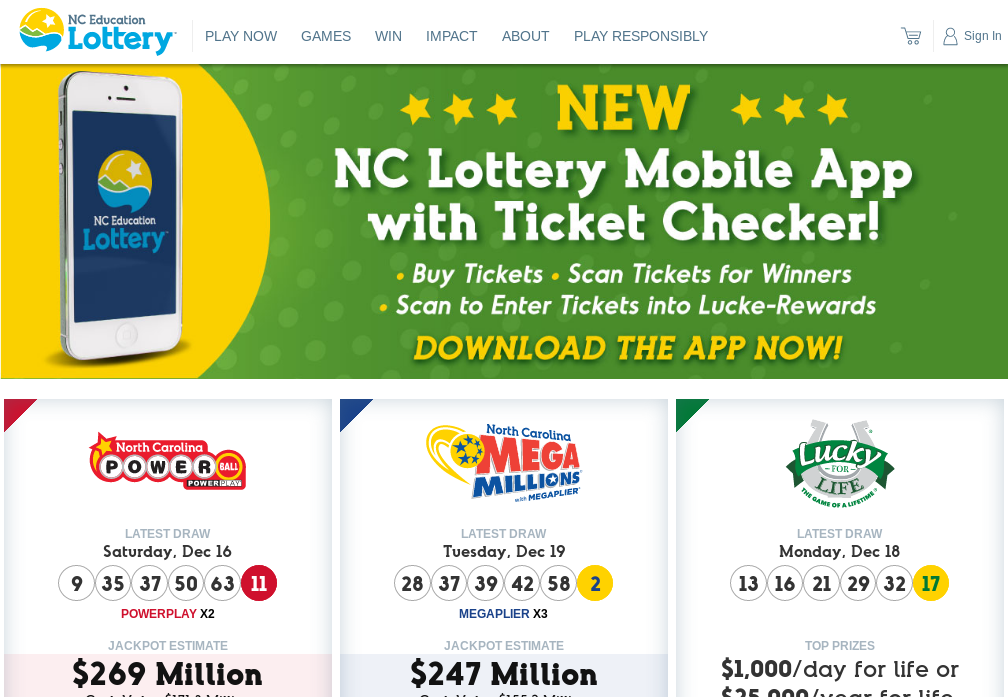 NC Education
Lottery
PLAY NOW GAMES WIN IMPACT ABOUT PLAY RESPONSIBLY Sign In
NEW
NC Lottery Mobile App
with Ticket Checker!
• Buy Tickets • Scan Tickets for Winners
• Scan to Enter Tickets into Lucke-Rewards
DOWNLOAD THE APP NOW!
NC Education
Lottery
North Carolina
POWER BALL
POWERPLAY
LATEST DRAW
Saturday, Dec 16
9 35 37 50 63 11
POWERPLAY X2
JACKPOT ESTIMATE
$269 Million
North Carolina
MEGA
MILLIONS
with MEGAPLIER
LATEST DRAW
Tuesday, Dec 19
28 37 39 42 58 2
MEGAPLIER X3
JACKPOT ESTIMATE
$247 Million
Lucky
FOR
LIFE
THE GAME OF A LIFETIME
LATEST DRAW
Monday, Dec 18
13 16 21 29 32 17
TOP PRIZES
$1,000/day for life or
$25,000/year for life